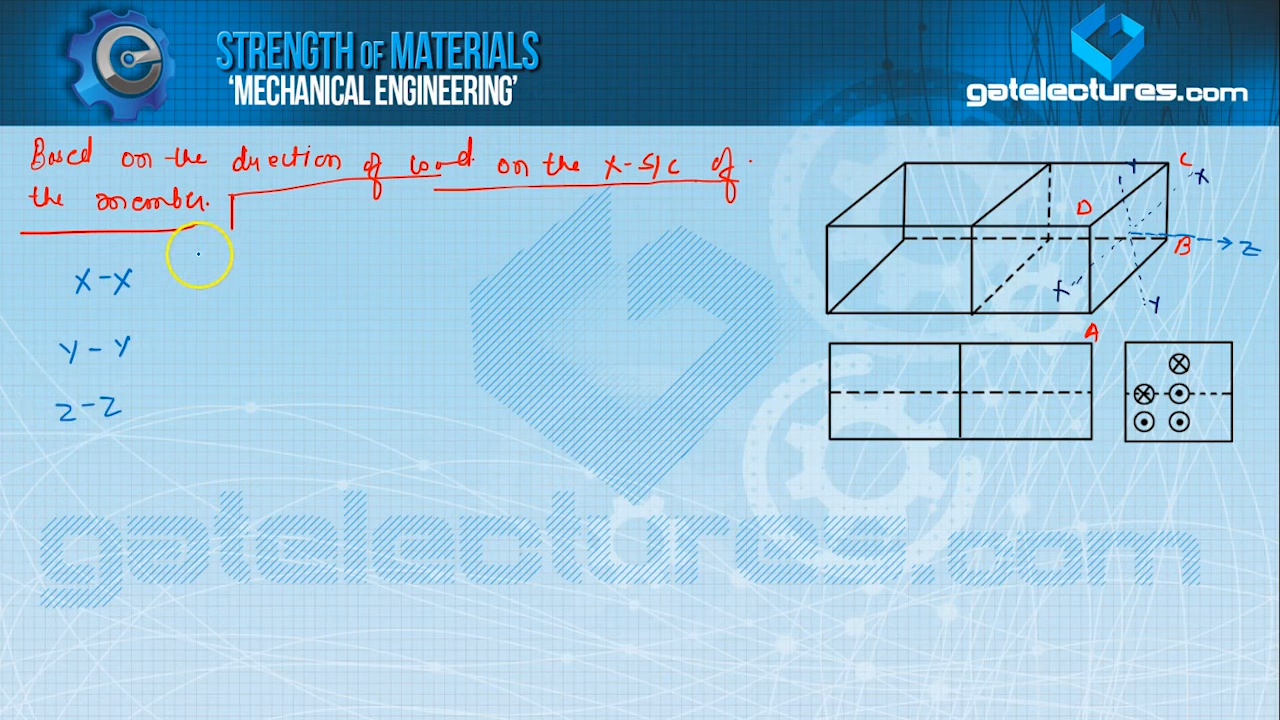 STRENGTH OF MATERIALS
'MECHANICAL ENGINEERING'
gatelectures.com
Based on the direction of load on the X-S/C of
the member.
X-X
Y-Y
Z-Z
C
Y
X
D
B
Z
X
Y
A
gatelectures.com